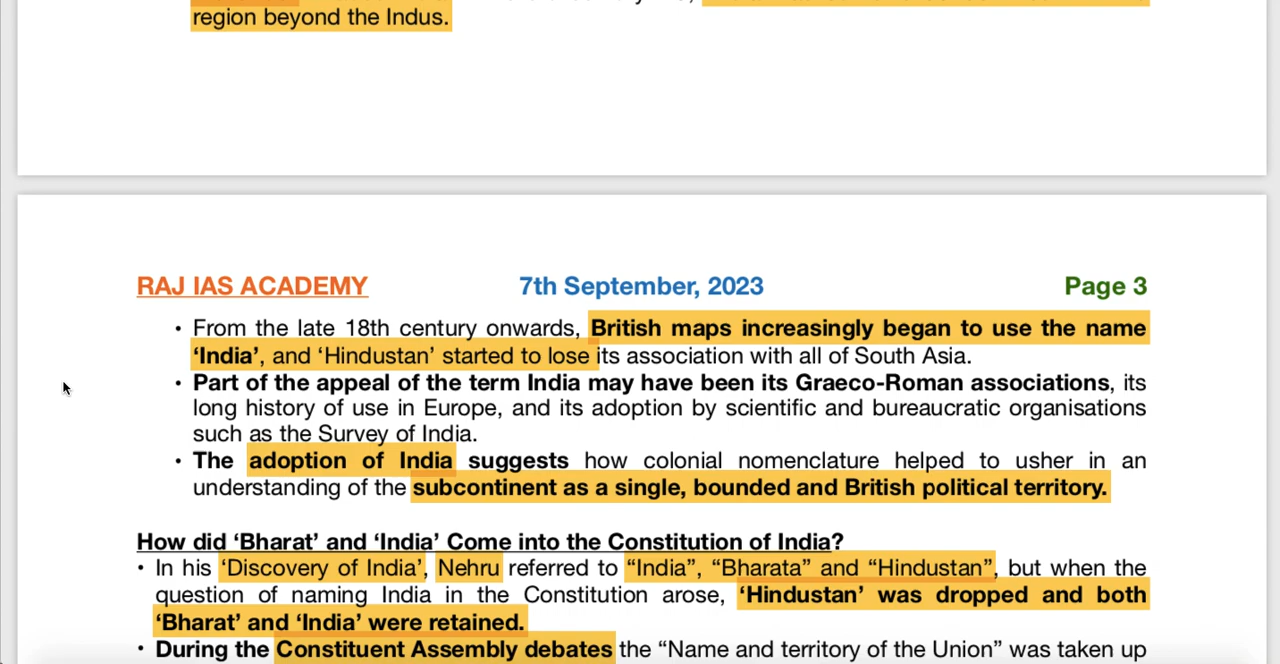 region beyond the Indus.
RAJ IAS ACADEMY 7th September, 2023 Page 3
• From the late 18th century onwards, British maps increasingly began to use the name
‘India’, and ‘Hindustan’ started to lose its association with all of South Asia.
• Part of the appeal of the term India may have been its Graeco-Roman associations, its
long history of use in Europe, and its adoption by scientific and bureaucratic organisations
such as the Survey of India.
• The adoption of India suggests how colonial nomenclature helped to usher in an
understanding of the subcontinent as a single, bounded and British political territory.
How did ‘Bharat’ and ‘India’ Come into the Constitution of India?
• In his ‘Discovery of India’, Nehru referred to “India”, “Bharata” and “Hindustan”, but when the
question of naming India in the Constitution arose, ‘Hindustan’ was dropped and both
‘Bharat’ and ‘India’ were retained.
• During the Constituent Assembly debates the “Name and territory of the Union” was taken up